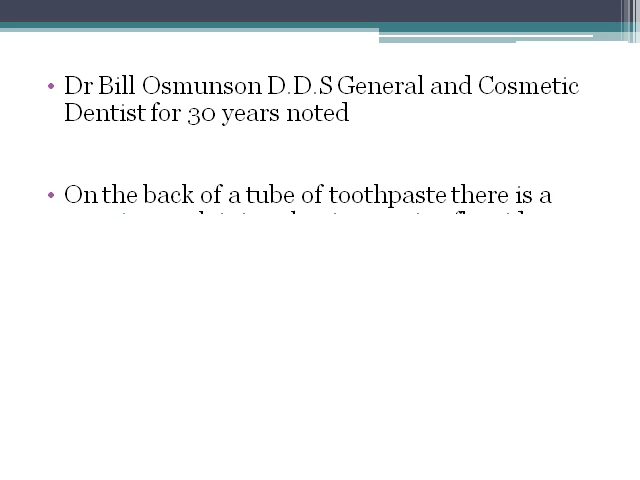 • Dr Bill Osmunson D.D.S General and Cosmetic
Dentist for 30 years noted
• On the back of a tube of toothpaste there is a